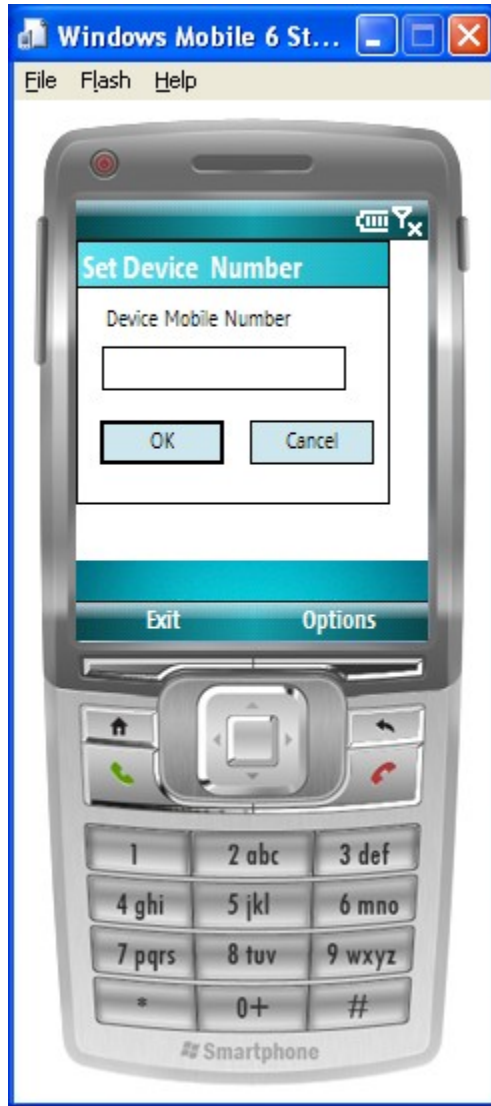 Windows Mobile 6 St...
File Flash Help
Set Device Number
Device Mobile Number
OK Cancel
Exit Options
1 2 abc 3 def
4 ghi 5 jkl 6 mno
7 pqrs 8 tuv 9 wxyz
* 0+ #
Smartphone